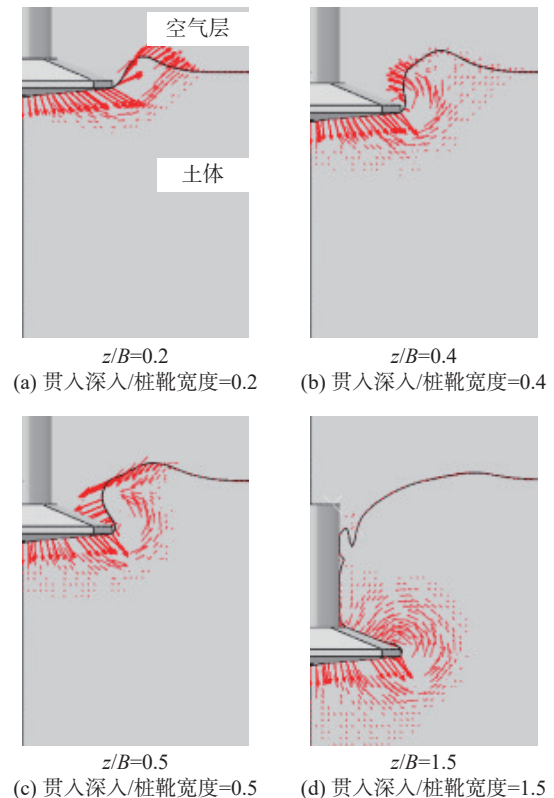 空气层
土体
z/B=0.2
(a) 贯入深入/桩靴宽度=0.2
z/B=0.4
(b) 贯入深入/桩靴宽度=0.4
z/B=0.5
(c) 贯入深入/桩靴宽度=0.5
z/B=1.5
(d) 贯入深入/桩靴宽度=1.5